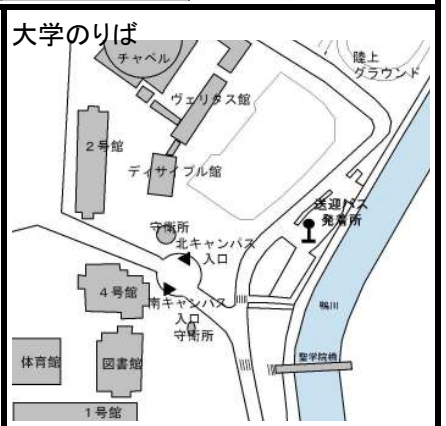 大学のりば
チャペル
陸上
グラウンド
ヴェリタス館
2号館
ディサイプル館
送迎バス
発着所
守衛所
北キャンパス
入口
4号館
南キャンパス
入口
守衛所
鴨川
体育館
図書館
聖学院橋
1号館